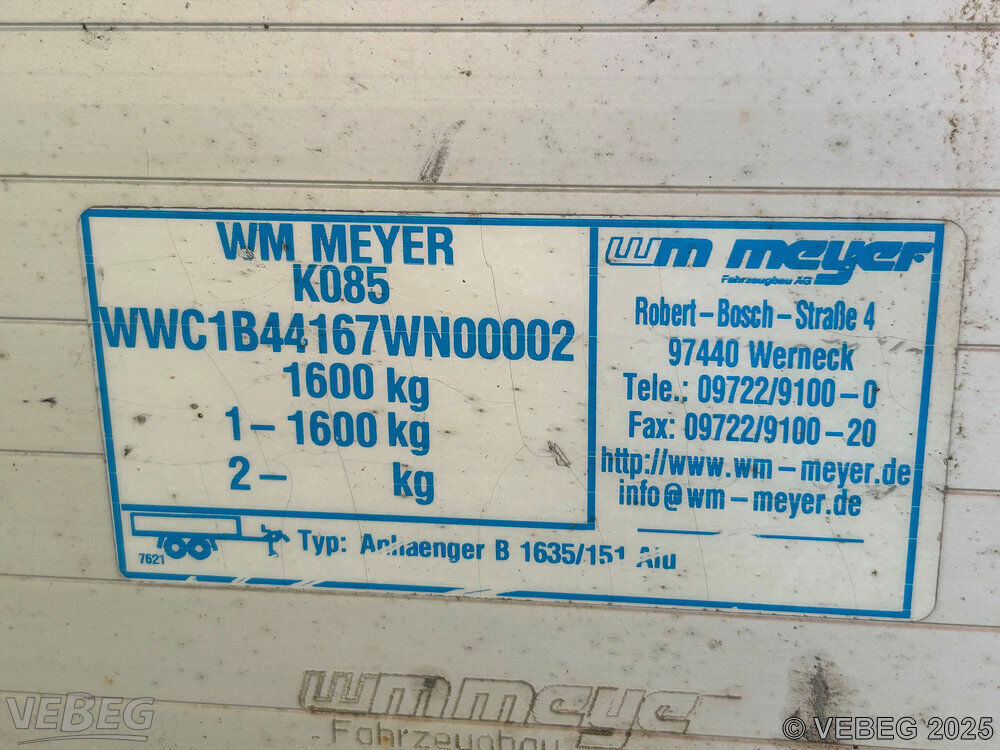 WM MEYER
K085
WWC1B44167WN00002
1600 kg
1 – 1600 kg
2 – kg
7621
Typ: Anhaenger B 1635/151 Alu
wm meyer
Fahrzeugbau AG
Robert – Bosch – Straße 4
97440 Werneck
Tele.: 09722/9100 – 0
Fax: 09722/9100 – 20
http://www.wm – meyer.de
info@wm – meyer.de
wm meyer
Fahrzeugbau
VEBEG
© VEBEG 2025